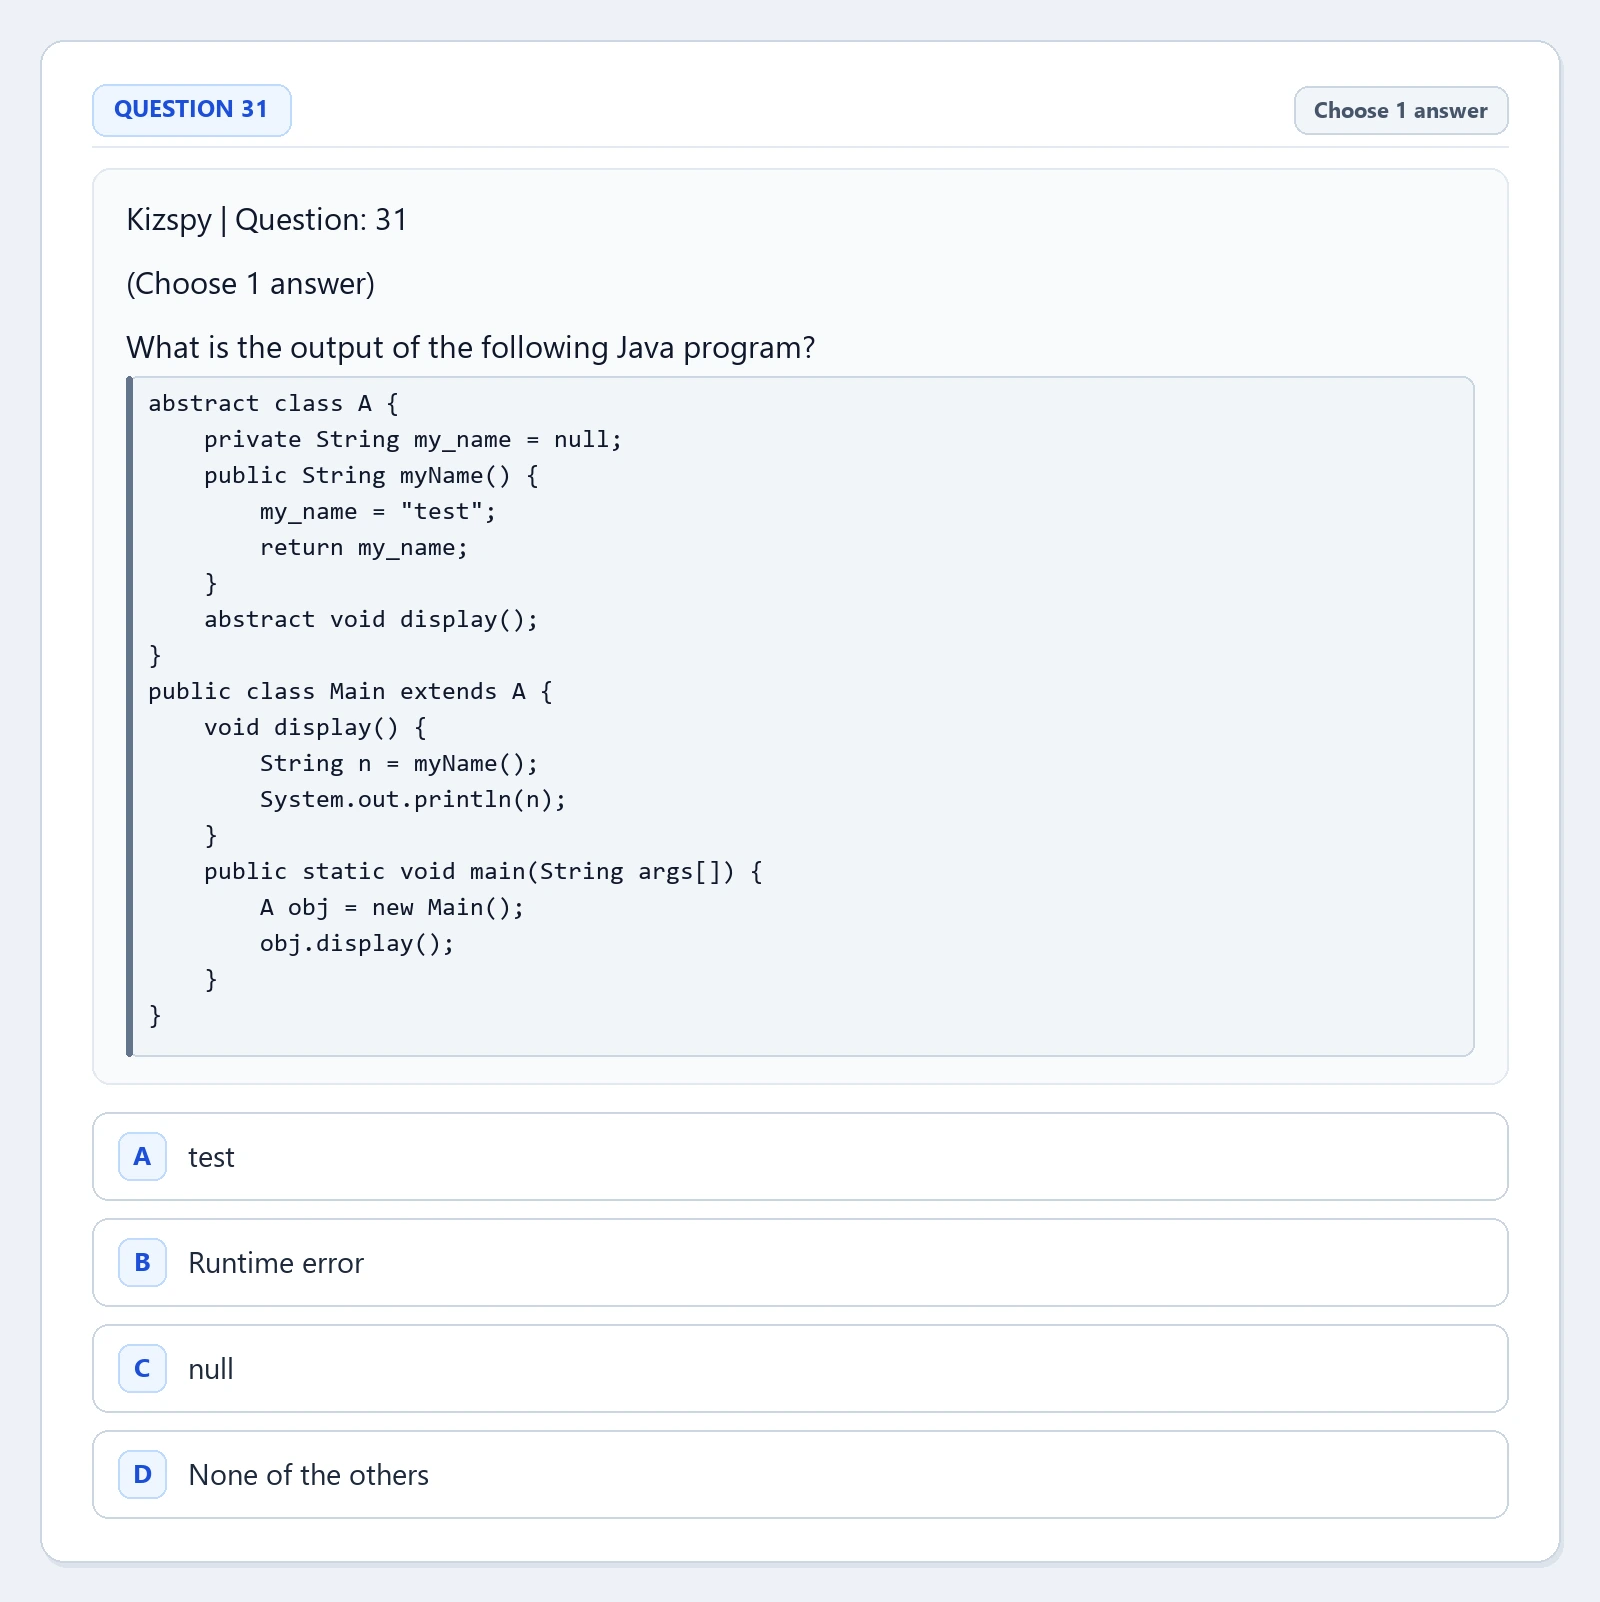 QUESTION 31
Choose 1 answer
Kizspy | Question: 31
(Choose 1 answer)
What is the output of the following Java program?
abstract class A {
    private String my_name = null;
    public String myName() {
        my_name = "test";
        return my_name;
    }
    abstract void display();
}
public class Main extends A {
    void display() {
        String n = myName();
        System.out.println(n);
    }
    public static void main(String args[]) {
        A obj = new Main();
        obj.display();
    }
}
A test
B Runtime error
C null
D None of the others